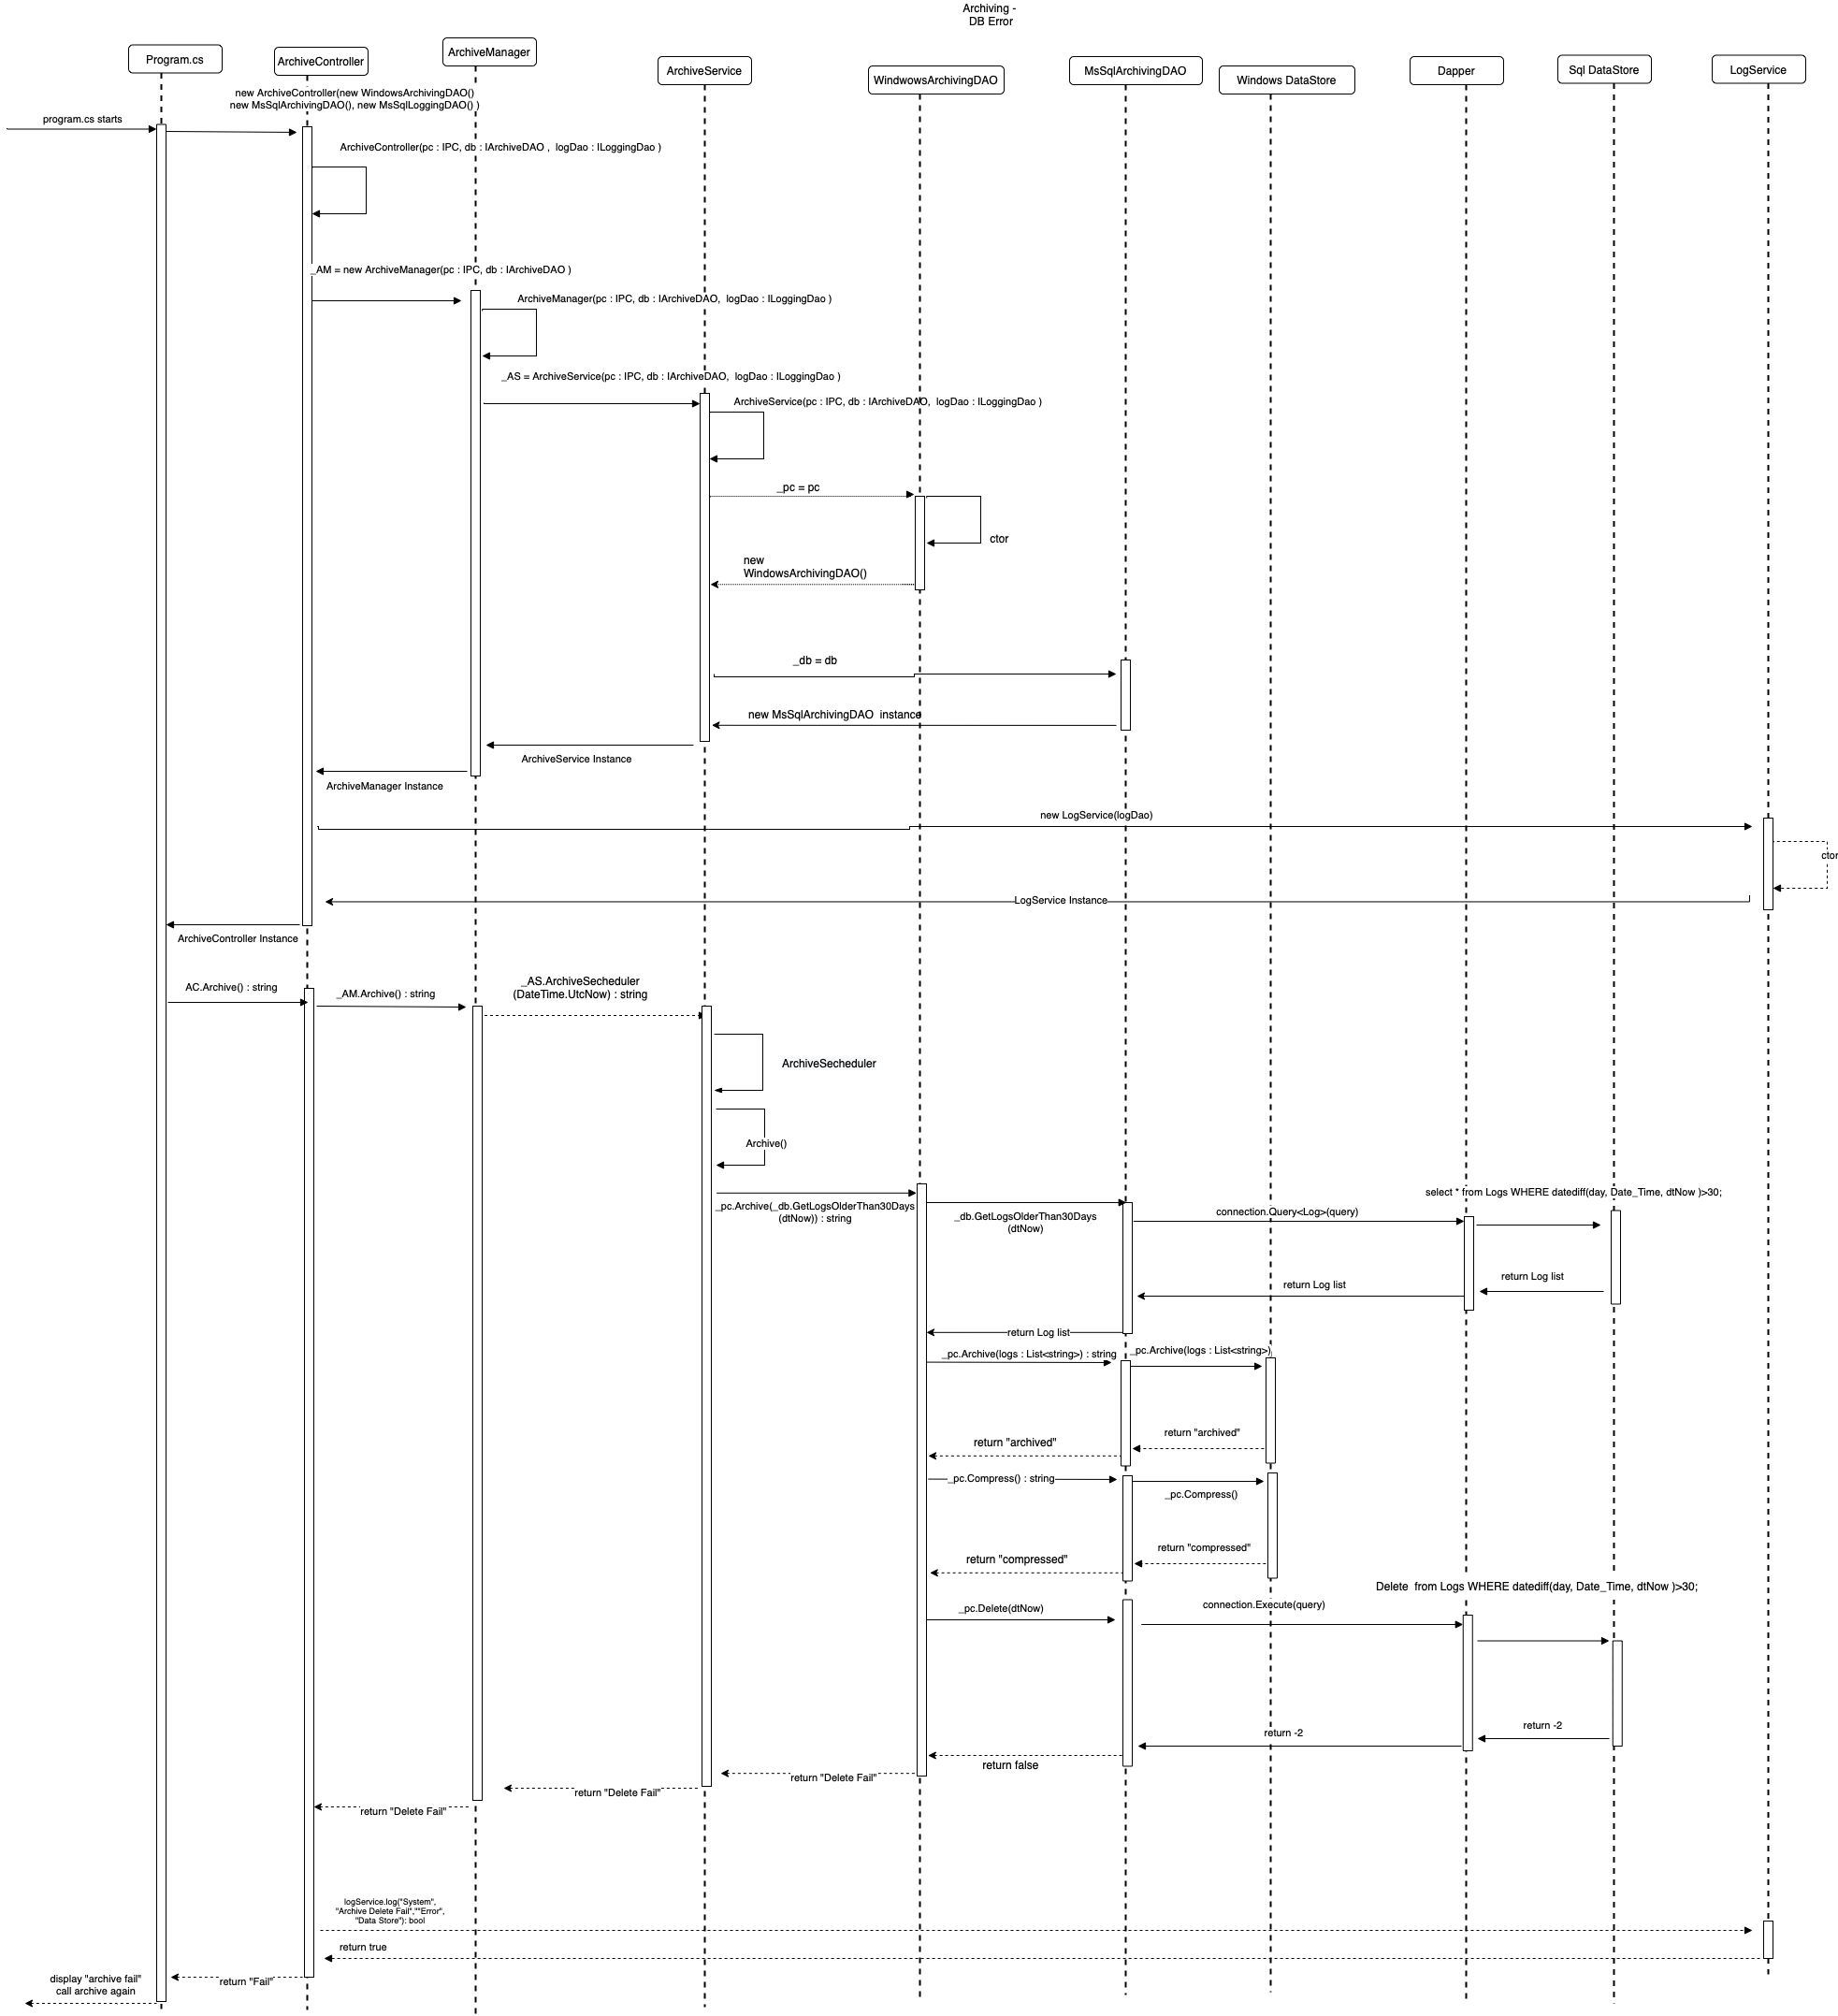 Archiving -
DB Error
Program.cs
ArchiveController
ArchiveManager
ArchiveService
WindwowsArchivingDAO
MsSqlArchivingDAO
Windows DataStore
Dapper
Sql DataStore
LogService
new ArchiveController(new WindowsArchivingDAO()
new MsSqlArchivingDAO(), new MsSqlLoggingDAO() )
program.cs starts
ArchiveController(pc : IPC, db : IArchiveDAO , logDao : ILoggingDao )
_AM = new ArchiveManager(pc : IPC, db : IArchiveDAO )
ArchiveManager(pc : IPC, db : IArchiveDAO, logDao : ILoggingDao )
_AS = ArchiveService(pc : IPC, db : IArchiveDAO, logDao : ILoggingDao )
ArchiveService(pc : IPC, db : IArchiveDAO, logDao : ILoggingDao )
_pc = pc
ctor
new
WindowsArchivingDAO()
_db = db
new MsSqlArchivingDAO instance
ArchiveService Instance
ArchiveManager Instance
new LogService(logDao)
ctor
LogService Instance
ArchiveController Instance
AC.Archive() : string
_AM.Archive() : string
_AS.ArchiveSecheduler
(DateTime.UtcNow) : string
ArchiveSecheduler
Archive()
_pc.Archive(_db.GetLogsOlderThan30Days
(dtNow)) : string
_db.GetLogsOlderThan30Days
(dtNow)
connection.Query<Log>(query)
select * from Logs WHERE datediff(day, Date_Time, dtNow )>30;
return Log list
return Log list
return Log list
_pc.Archive(logs : List<string>) : string
_pc.Archive(logs : List<string>)
return "archived"
return "archived"
_pc.Compress() : string
_pc.Compress()
return "compressed"
return "compressed"
Delete from Logs WHERE datediff(day, Date_Time, dtNow )>30;
_pc.Delete(dtNow)
connection.Execute(query)
return -2
return -2
return false
return "Delete Fail"
return "Delete Fail"
return "Delete Fail"
logService.log("System",
"Archive Delete Fail",""Error",
"Data Store"): bool
return true
return "Fail"
display "archive fail"
call archive again